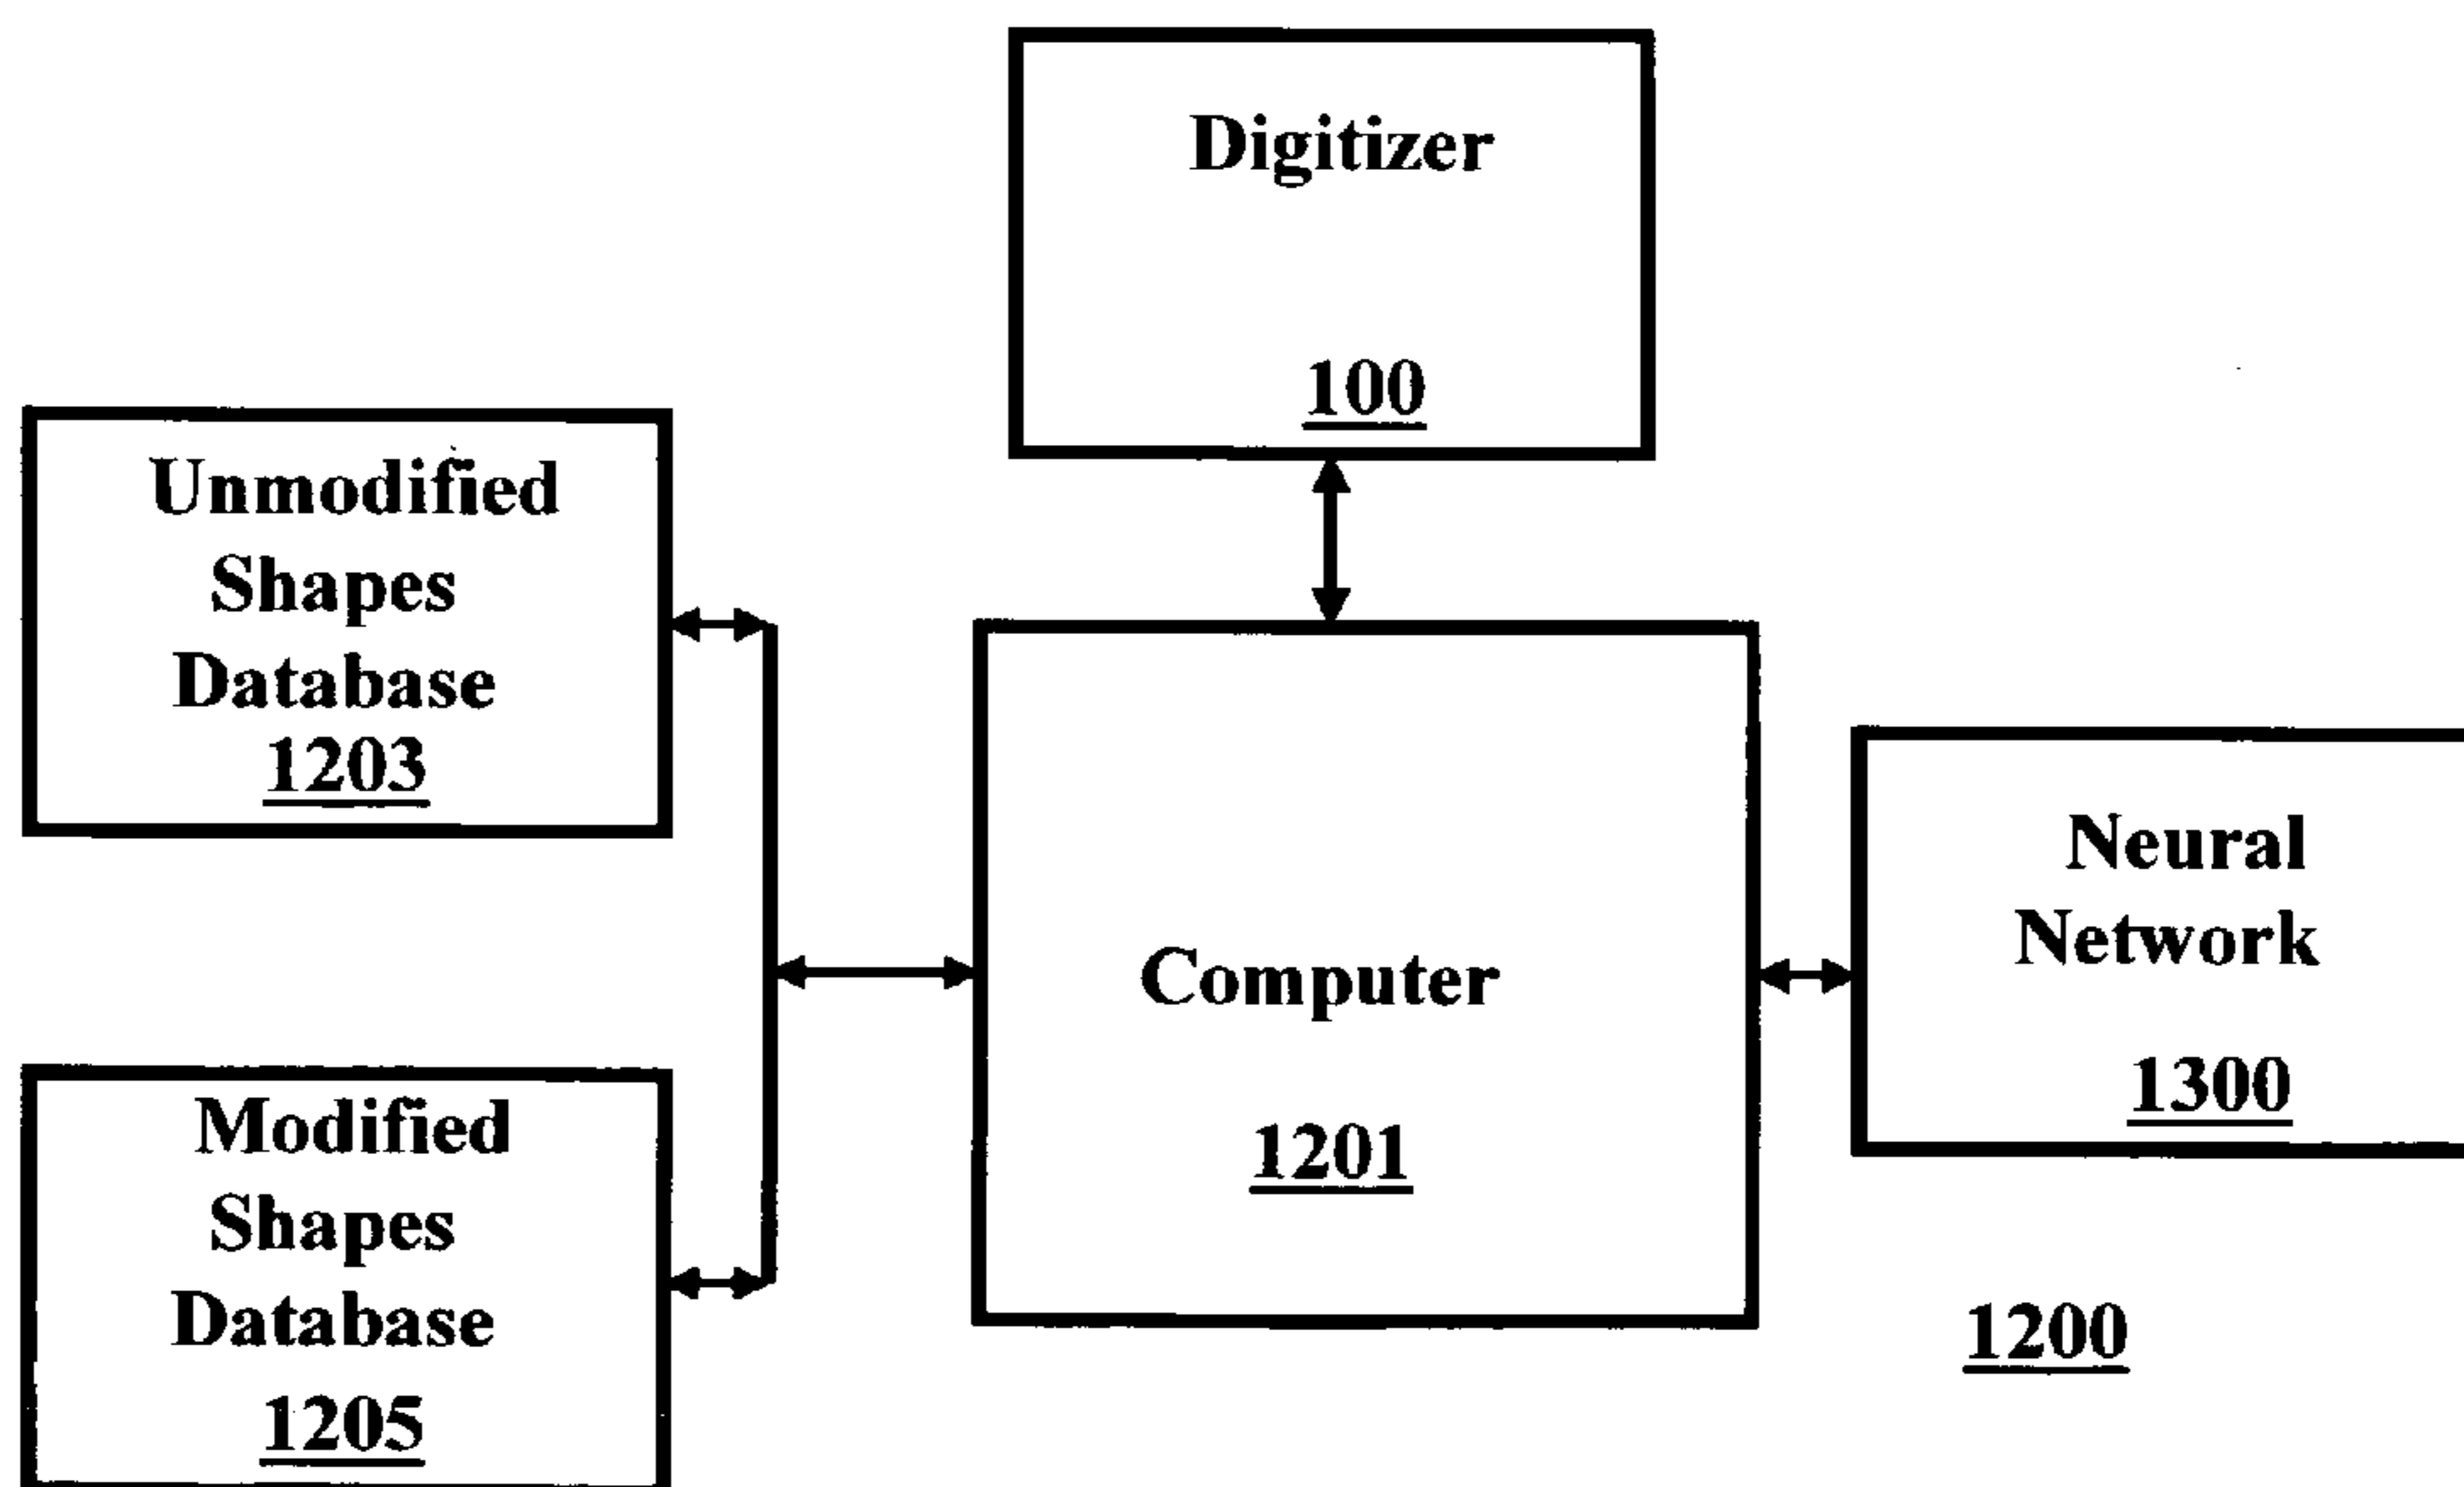 Digitizer
100
Unmodified
Shapes
Database
1203
Computer
1201
Neural
Network
1300
Modified
Shapes
Database
1205
1200